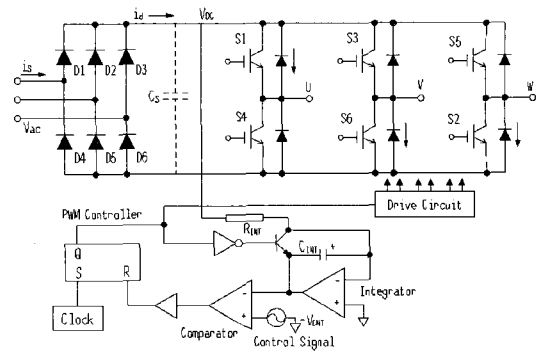 id
VDC
S1
S3
S5
is
D1
D2
D3
CS
U
V
W
Vac
S4
S6
S2
D4
D5
D6
PWM Controller
Drive Circuit
RINT
CINT
+
Q
S
R
-
+
-
+
Integrator
Clock
-VCNT
Comparator
Control Signal